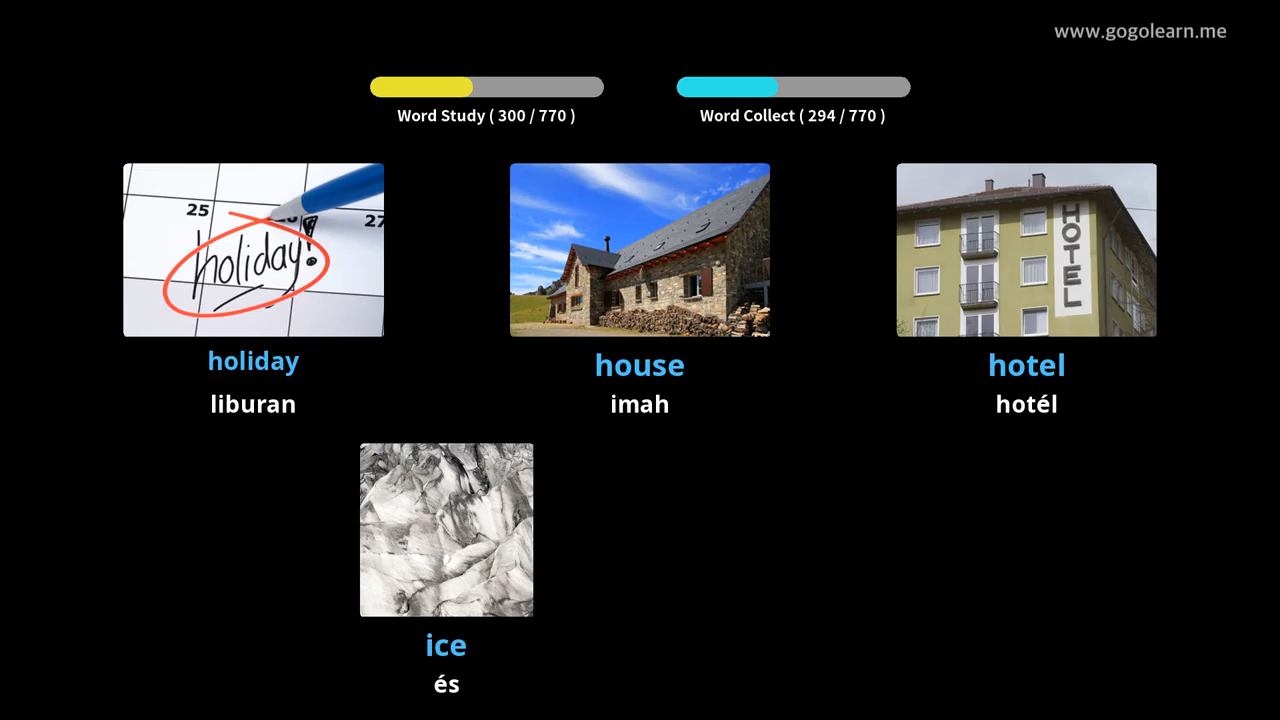 www.gogolearn.me
Word Study ( 300 / 770 )
Word Collect ( 294 / 770 )
25
27
holiday!
HOTEL
holiday
house
hotel
liburan
imah
hotél
ice
és